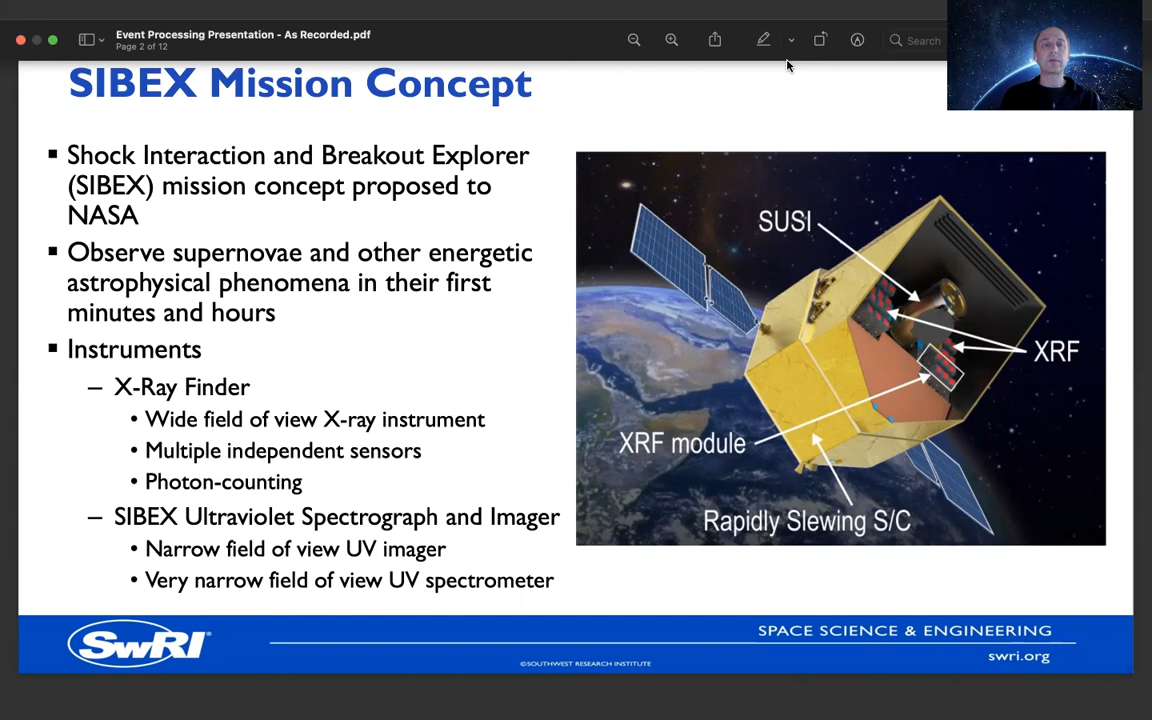 Event Processing Presentation - As Recorded.pdf
Page 2 of 12
Search
SIBEX Mission Concept
▪ Shock Interaction and Breakout Explorer
(SIBEX) mission concept proposed to
NASA
▪ Observe supernovae and other energetic
astrophysical phenomena in their first
minutes and hours
▪ Instruments
– X-Ray Finder
• Wide field of view X-ray instrument
• Multiple independent sensors
• Photon-counting
– SIBEX Ultraviolet Spectrograph and Imager
• Narrow field of view UV imager
• Very narrow field of view UV spectrometer
SUSI
XRF
XRF module
Rapidly Slewing S/C
SwRI®
SPACE SCIENCE & ENGINEERING
©SOUTHWEST RESEARCH INSTITUTE
swri.org